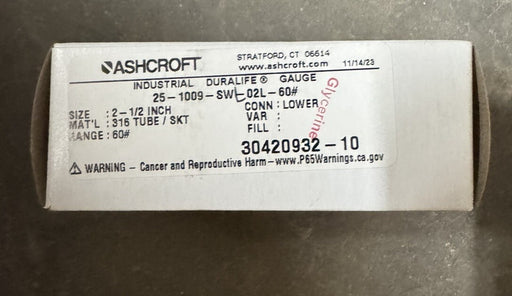 ASHCROFT
STRATFORD, CT 06614
www.ashcroft.com
11/14/23
INDUSTRIAL DURALIFE® GAUGE
25-1009-SWL-02L-60#
SIZE : 2-1/2 INCH
CONN : LOWER
MAT'L : 316 TUBE / SKT
VAR :
RANGE : 60#
FILL :
Glycerine
30420932-10
⚠ WARNING - Cancer and Reproductive Harm-www.P65Warnings.ca.gov